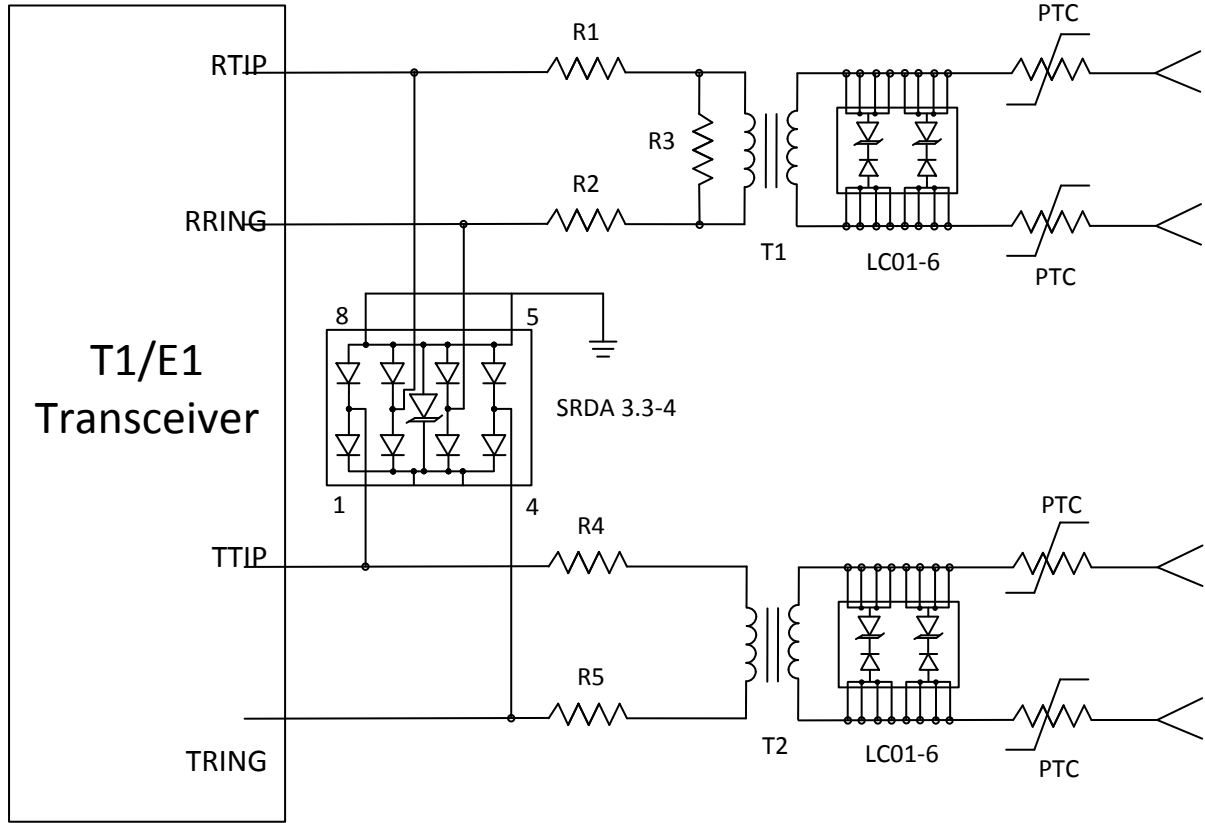 PTC
R1
RTIP
R3
R2
RRING
T1
LC01-6
PTC
8
5
T1/E1
Transceiver
SRDA 3.3-4
1
4
PTC
R4
TTIP
R5
TRING
T2
LC01-6
PTC